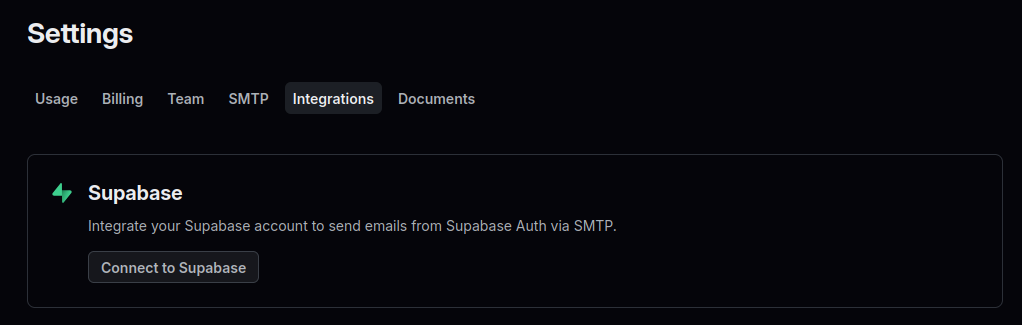 Settings
Usage Billing Team SMTP Integrations Documents
Supabase
Integrate your Supabase account to send emails from Supabase Auth via SMTP.
Connect to Supabase